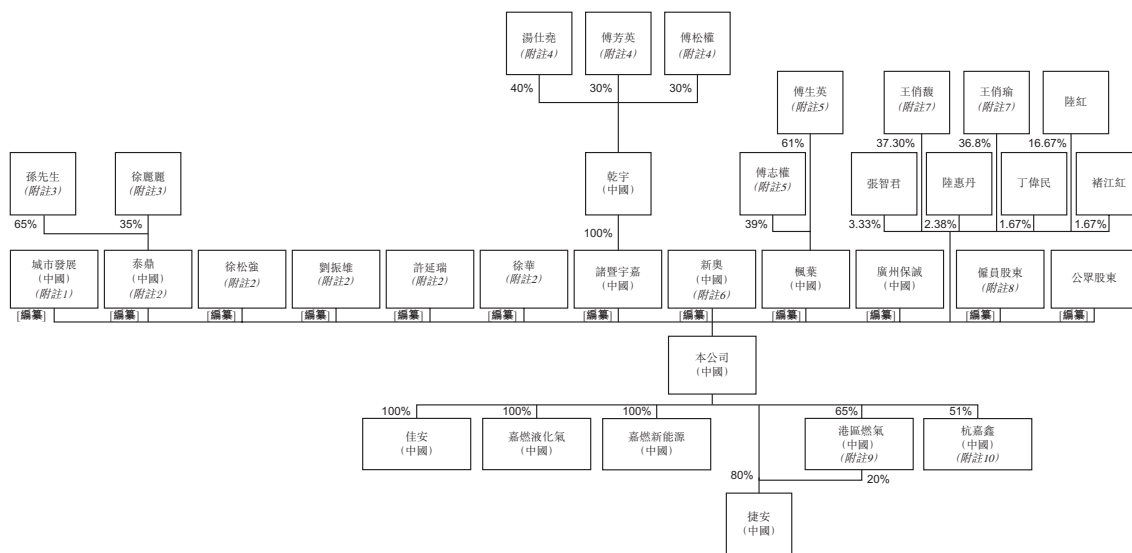 湯仕堯
(附註4)
傅芳英
(附註4)
傅松權
(附註4)
40%
30%
30%
傅生英
(附註5)
王俏馥
(附註7)
王俏瑜
(附註7)
陸紅
61%
37.30%
36.8%
16.67%
孫先生
(附註3)
徐麗麗
(附註3)
乾宇
(中國)
傅志權
(附註5)
張智君
陸惠丹
丁偉民
褚江紅
65%
35%
100%
39%
3.33%
2.38%
1.67%
1.67%
城市發展
(中國)
(附註1)
泰鼎
(中國)
(附註2)
徐松強
(附註2)
劉振雄
(附註2)
許延瑞
(附註2)
徐華
(附註2)
諸暨宇嘉
(中國)
新奧
(中國)
(附註6)
楓葉
(中國)
廣州保誠
(中國)
僱員股東
(附註8)
公眾股東
[編纂]
[編纂]
[編纂]
[編纂]
[編纂]
[編纂]
[編纂]
[編纂]
[編纂]
[編纂]
[編纂]
[編纂]
本公司
(中國)
100%
100%
100%
65%
51%
佳安
(中國)
嘉燃液化氣
(中國)
嘉燃新能源
(中國)
港區燃氣
(中國)
(附註9)
杭嘉鑫
(中國)
(附註10)
80%
20%
捷安
(中國)